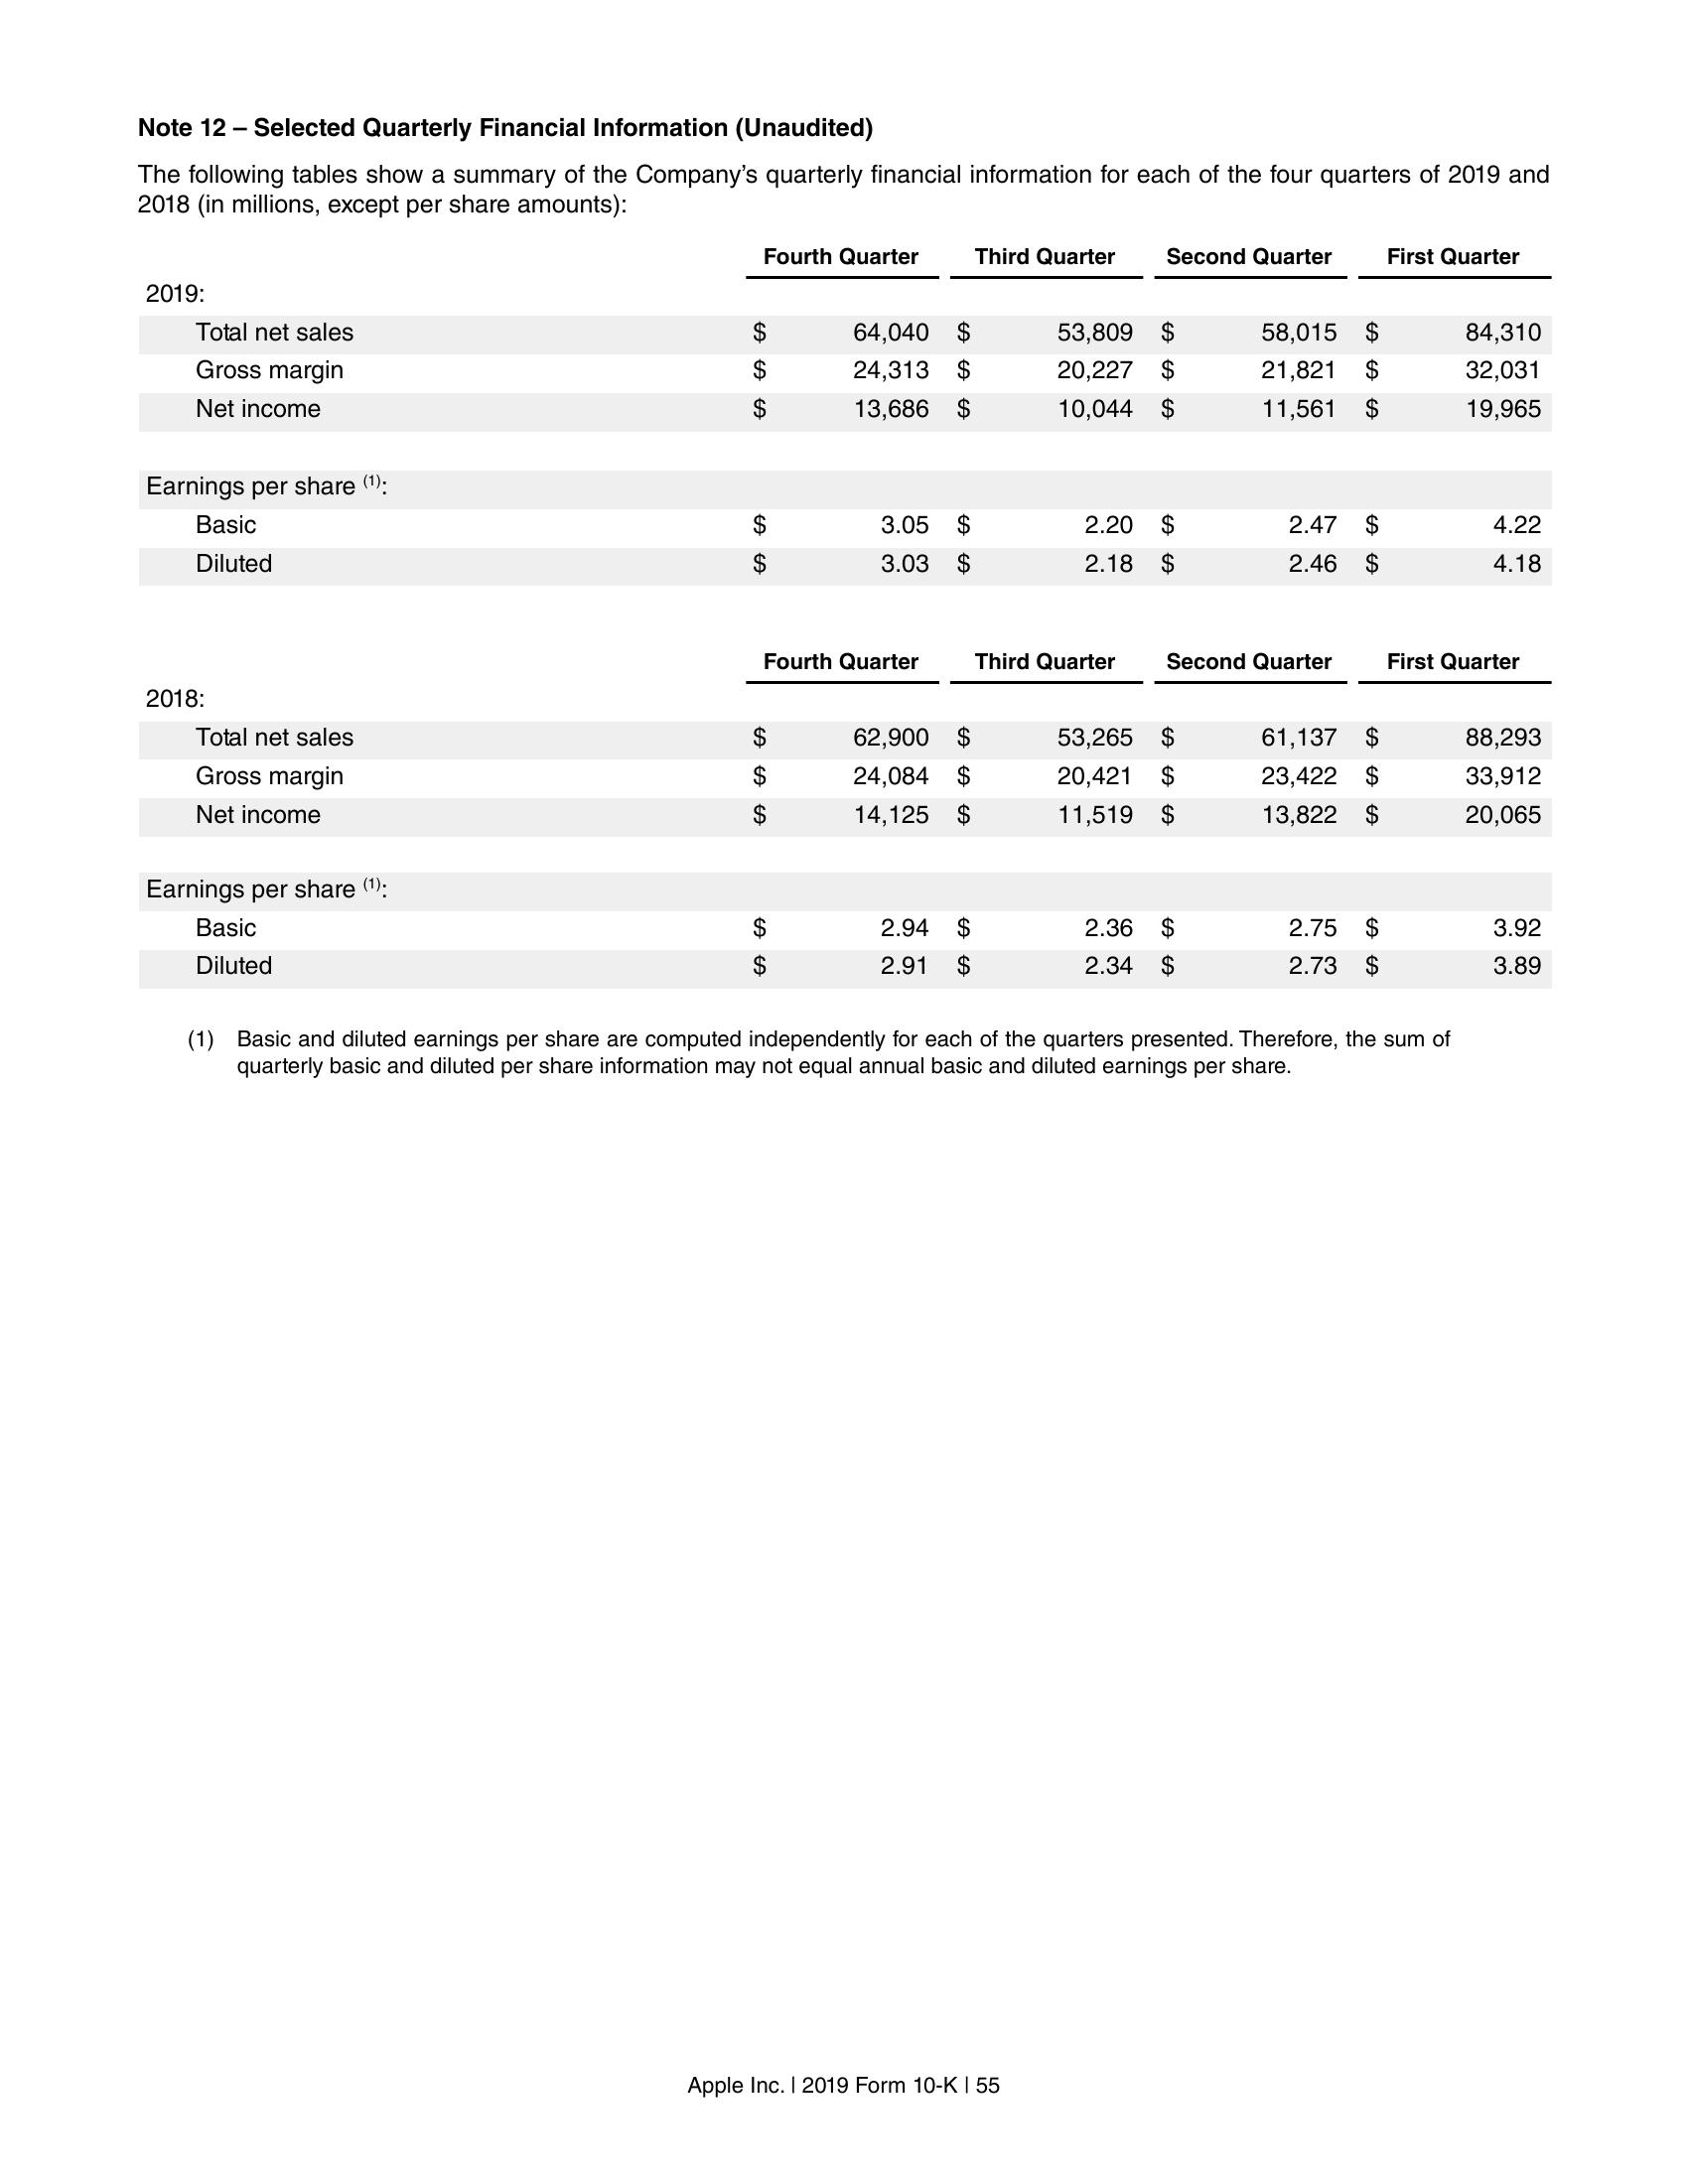 Note 12 – Selected Quarterly Financial Information (Unaudited)
The following tables show a summary of the Company’s quarterly financial information for each of the four quarters of 2019 and
2018 (in millions, except per share amounts):
Fourth Quarter Third Quarter Second Quarter First Quarter
2019:
Total net sales $ 64,040 $ 53,809 $ 58,015 $ 84,310
Gross margin $ 24,313 $ 20,227 $ 21,821 $ 32,031
Net income $ 13,686 $ 10,044 $ 11,561 $ 19,965
Earnings per share (1):
Basic $ 3.05 $ 2.20 $ 2.47 $ 4.22
Diluted $ 3.03 $ 2.18 $ 2.46 $ 4.18
Fourth Quarter Third Quarter Second Quarter First Quarter
2018:
Total net sales $ 62,900 $ 53,265 $ 61,137 $ 88,293
Gross margin $ 24,084 $ 20,421 $ 23,422 $ 33,912
Net income $ 14,125 $ 11,519 $ 13,822 $ 20,065
Earnings per share (1):
Basic $ 2.94 $ 2.36 $ 2.75 $ 3.92
Diluted $ 2.91 $ 2.34 $ 2.73 $ 3.89
(1) Basic and diluted earnings per share are computed independently for each of the quarters presented. Therefore, the sum of
quarterly basic and diluted per share information may not equal annual basic and diluted earnings per share.
Apple Inc. | 2019 Form 10-K | 55